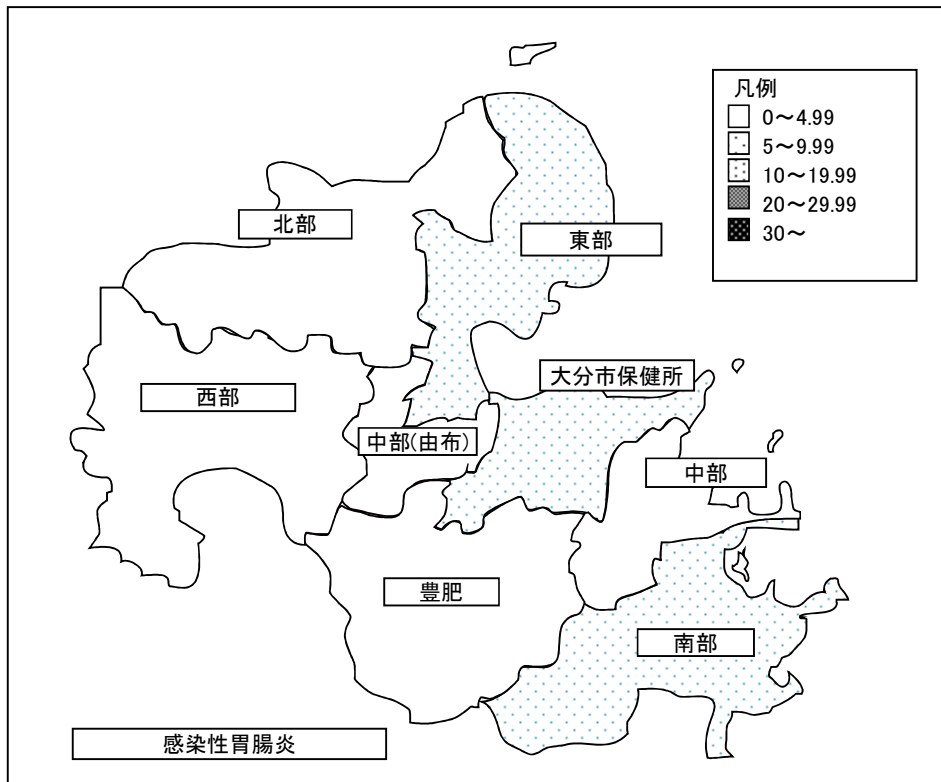 凡例
0～4.99
5～9.99
10～19.99
20～29.99
30～
北部
東部
大分市保健所
西部
中部(由布)
中部
豊肥
南部
感染性胃腸炎